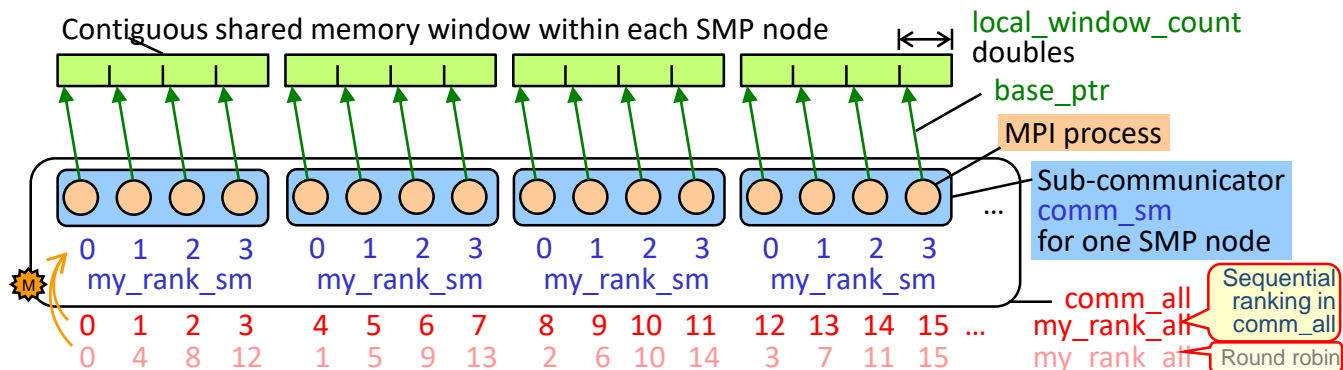 Contiguous shared memory window within each SMP node
local_window_count
doubles
base_ptr
MPI process
Sub-communicator
comm_sm
for one SMP node
...
0 1 2 3 0 1 2 3 0 1 2 3 0 1 2 3
my_rank_sm my_rank_sm my_rank_sm my_rank_sm
M
comm_all
0 1 2 3 4 5 6 7 8 9 10 11 12 13 14 15 ... my_rank_all
0 4 8 12 1 5 9 13 2 6 10 14 3 7 11 15 my_rank_all
Sequential
ranking in
comm_all
Round robin